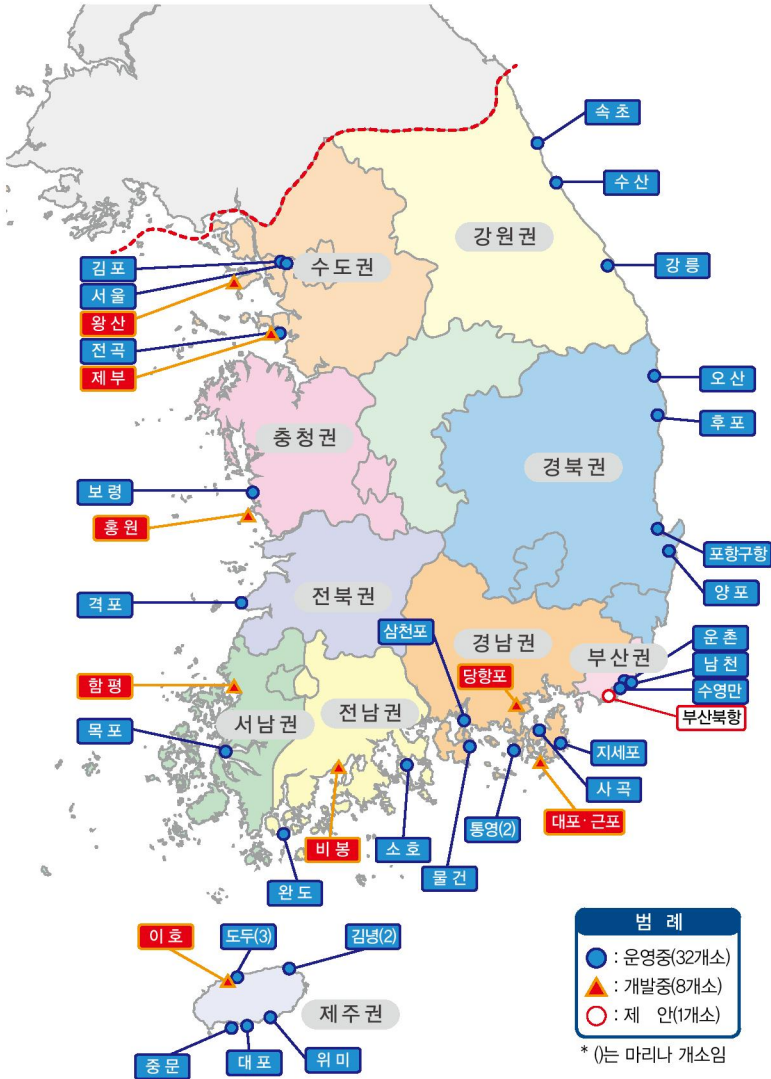 속초
수산
강원권
김포
수도권
강릉
서울
왕산
전곡
제부
오산
후포
충청권
경북권
보령
홍원
포항구항
양포
격포
전북권
삼천포
경남권
운촌
부산권
남천
함평
당항포
수영만
서남권
전남권
부산북항
목포
지세포
사곡
통영(2)
대포·근포
비봉
소호
물건
완도
이호
도두(3)
김녕(2)
제주권
중문
대포
위미
범 례
: 운영중(32개소)
: 개발중(8개소)
: 제 안(1개소)
* ()는 마리나 개소임